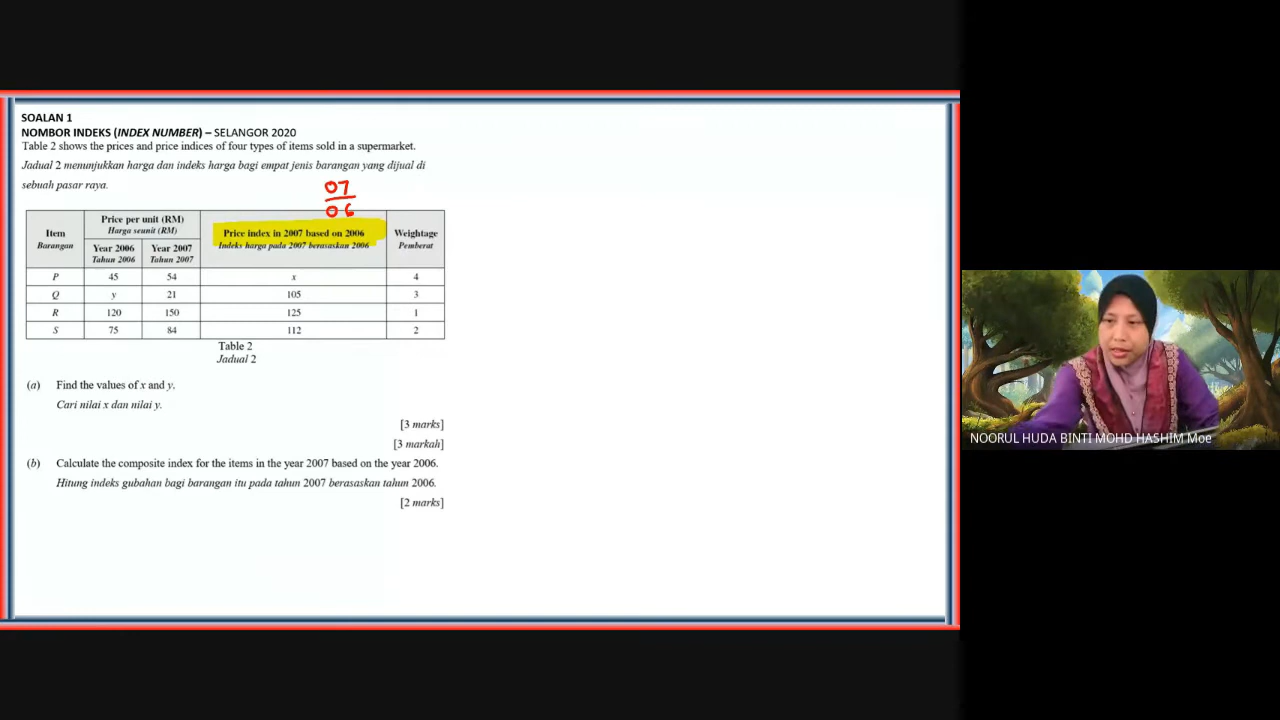 SOALAN 1
NOMBOR INDEKS (INDEX NUMBER) – SELANGOR 2020
Table 2 shows the prices and price indices of four types of items sold in a supermarket.
Jadual 2 menunjukkan harga dan indeks harga bagi empat jenis barangan yang dijual di
sebuah pasar raya.
07
06
Item
Barangan
Price per unit (RM)
Harga seunit (RM)
Year 2006
Tahun 2006
Year 2007
Tahun 2007
Price index in 2007 based on 2006
Indeks harga pada 2007 berasaskan 2006
Weightage
Pemberat
P 45 54 x 4
Q y 21 105 3
R 120 150 125 1
S 75 84 112 2
Table 2
Jadual 2
(a) Find the values of x and y.
Cari nilai x dan nilai y.
[3 marks]
[3 markah]
(b) Calculate the composite index for the items in the year 2007 based on the year 2006.
Hitung indeks gubahan bagi barangan itu pada tahun 2007 berasaskan tahun 2006.
[2 marks]
NOORUL HUDA BINTI MOHD HASHIM Moe